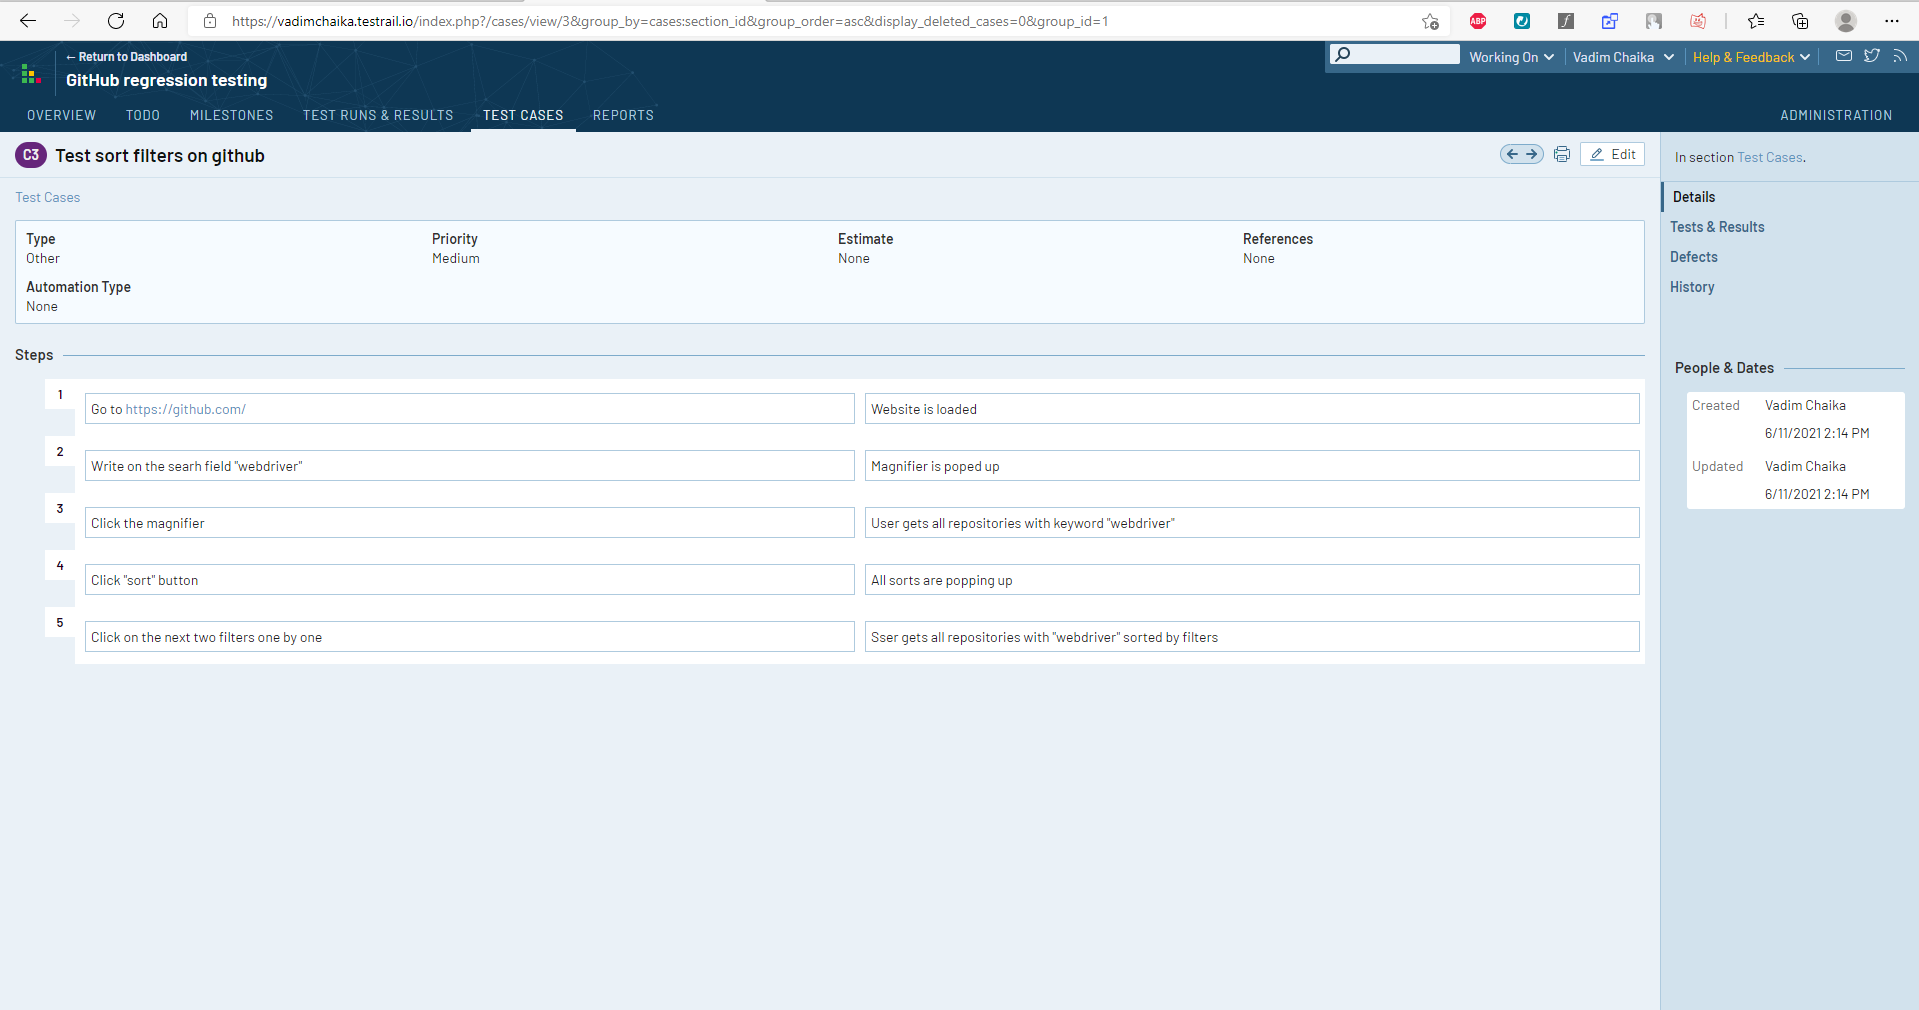 https://vadimchaika.testrail.io/index.php?/cases/view/3&group_by=cases:section_id&group_order=asc&display_deleted_cases=0&group_id=1
ABP
← Return to Dashboard
GitHub regression testing
Working On
Vadim Chaika
Help & Feedback
OVERVIEW
TODO
MILESTONES
TEST RUNS & RESULTS
TEST CASES
REPORTS
ADMINISTRATION
C3 Test sort filters on github
Edit
Test Cases
Type
Other
Priority
Medium
Estimate
None
References
None
Automation Type
None
Steps
1
Go to https://github.com/
Website is loaded
2
Write on the searh field "webdriver"
Magnifier is poped up
3
Click the magnifier
User gets all repositories with keyword "webdriver"
4
Click "sort" button
All sorts are popping up
5
Click on the next two filters one by one
Sser gets all repositories with "webdriver" sorted by filters
In section Test Cases.
Details
Tests & Results
Defects
History
People & Dates
Created
Vadim Chaika
6/11/2021 2:14 PM
Updated
Vadim Chaika
6/11/2021 2:14 PM